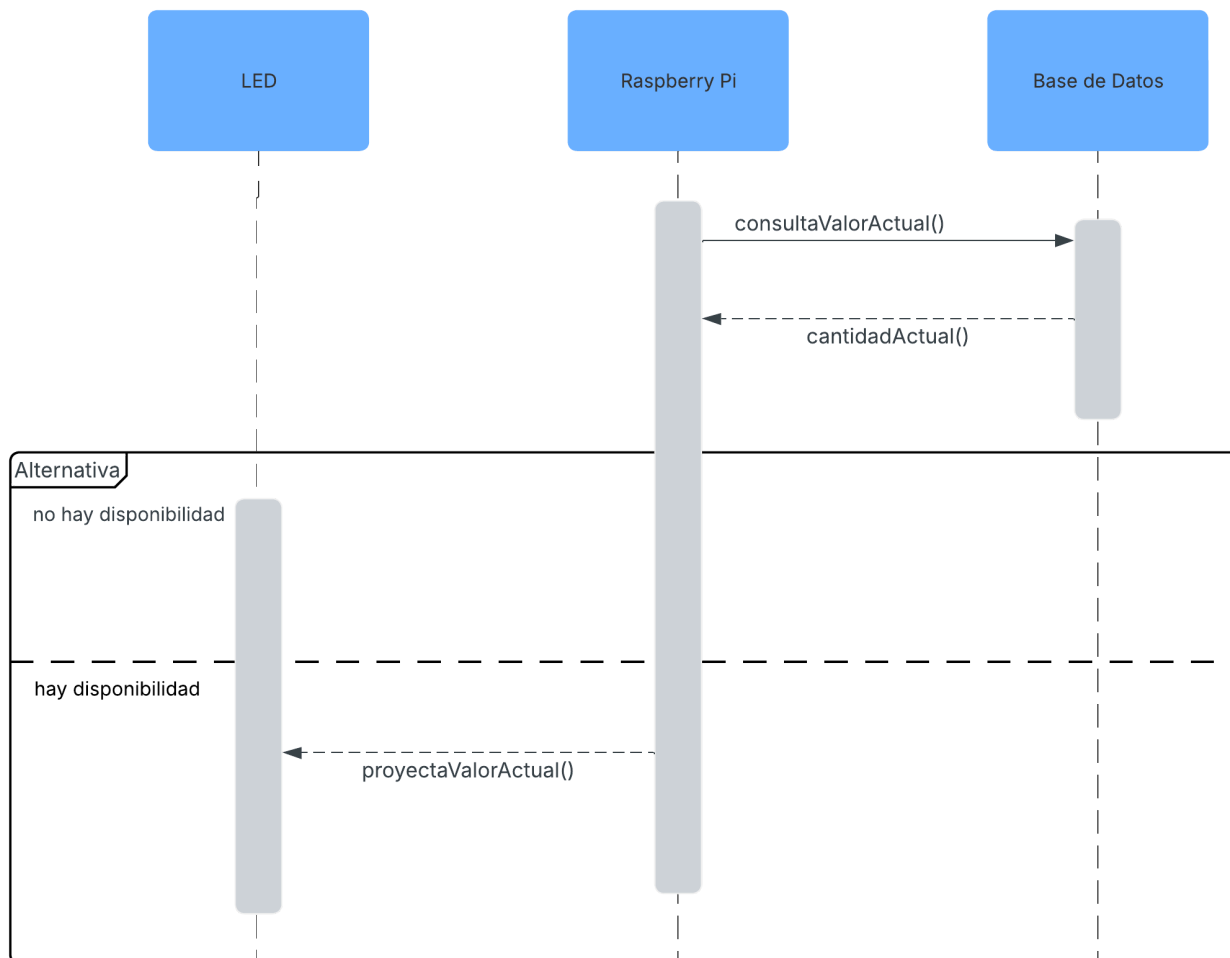 LED
Raspberry Pi
Base de Datos
consultaValorActual()
cantidadActual()
Alternativa
no hay disponibilidad
hay disponibilidad
proyectaValorActual()